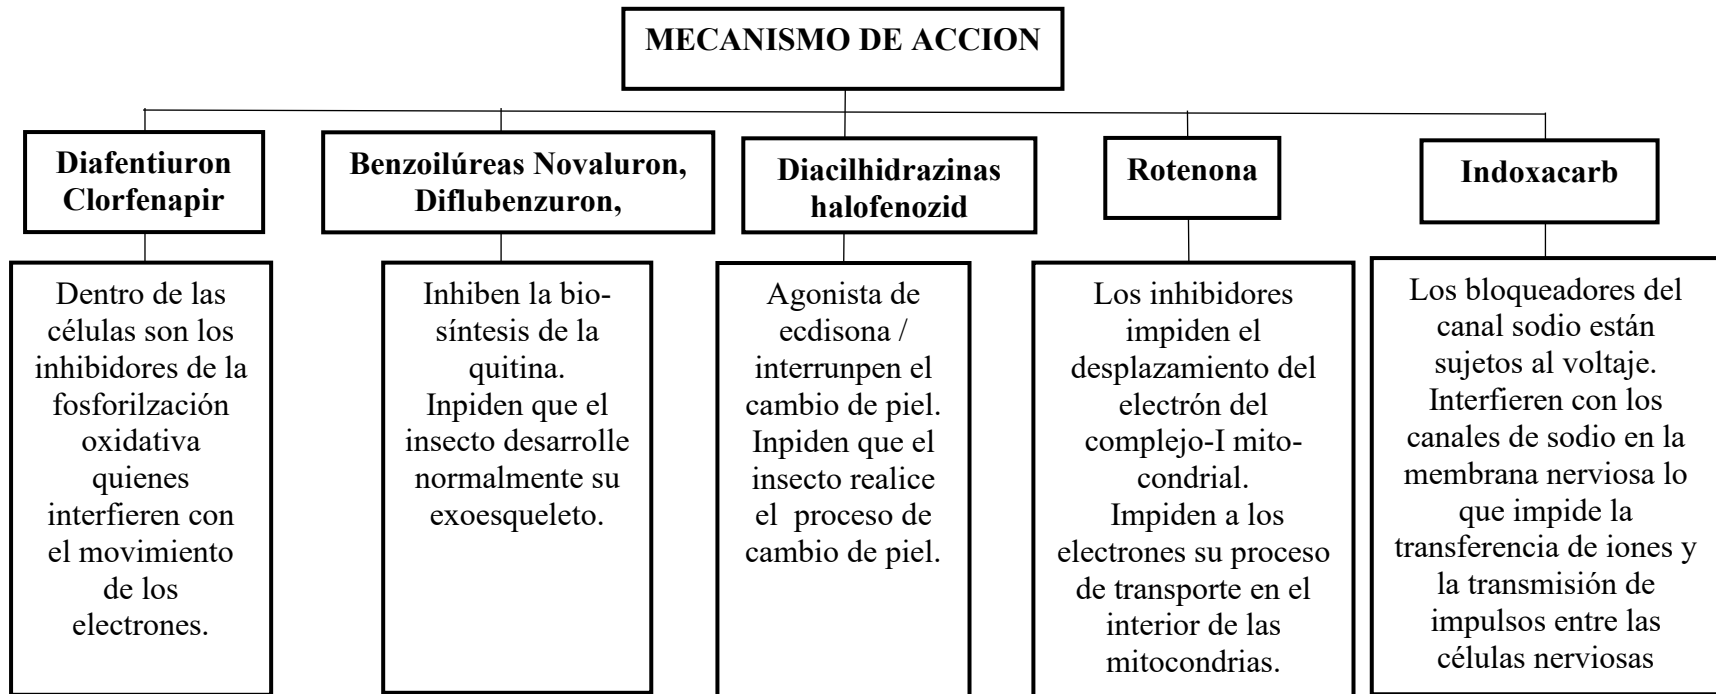 MECANISMO DE ACCION
Diafentiuron
Clorfenapir
Benzoilúreas Novaluron,
Diflubenzuron,
Diacilhidrazinas
halofenozid
Rotenona
Indoxacarb
Dentro de las
células son los
inhibidores de la
fosforilzación
oxidativa
quienes
interfieren con
el movimiento
de los
electrones.
Inhiben la bio-
síntesis de la
quitina.
Inpiden que el
insecto desarrolle
normalmente su
exoesqueleto.
Agonista de
ecdisona /
interrunpen el
cambio de piel.
Inpiden que el
insecto realice
el proceso de
cambio de piel.
Los inhibidores
impiden el
desplazamiento del
electrón del
complejo-I mito-
condrial.
Impiden a los
electrones su proceso
de transporte en el
interior de las
mitocondrias.
Los bloqueadores del
canal sodio están
sujetos al voltaje.
Interfieren con los
canales de sodio en la
membrana nerviosa lo
que impide la
transferencia de iones y
la transmisión de
impulsos entre las
células nerviosas